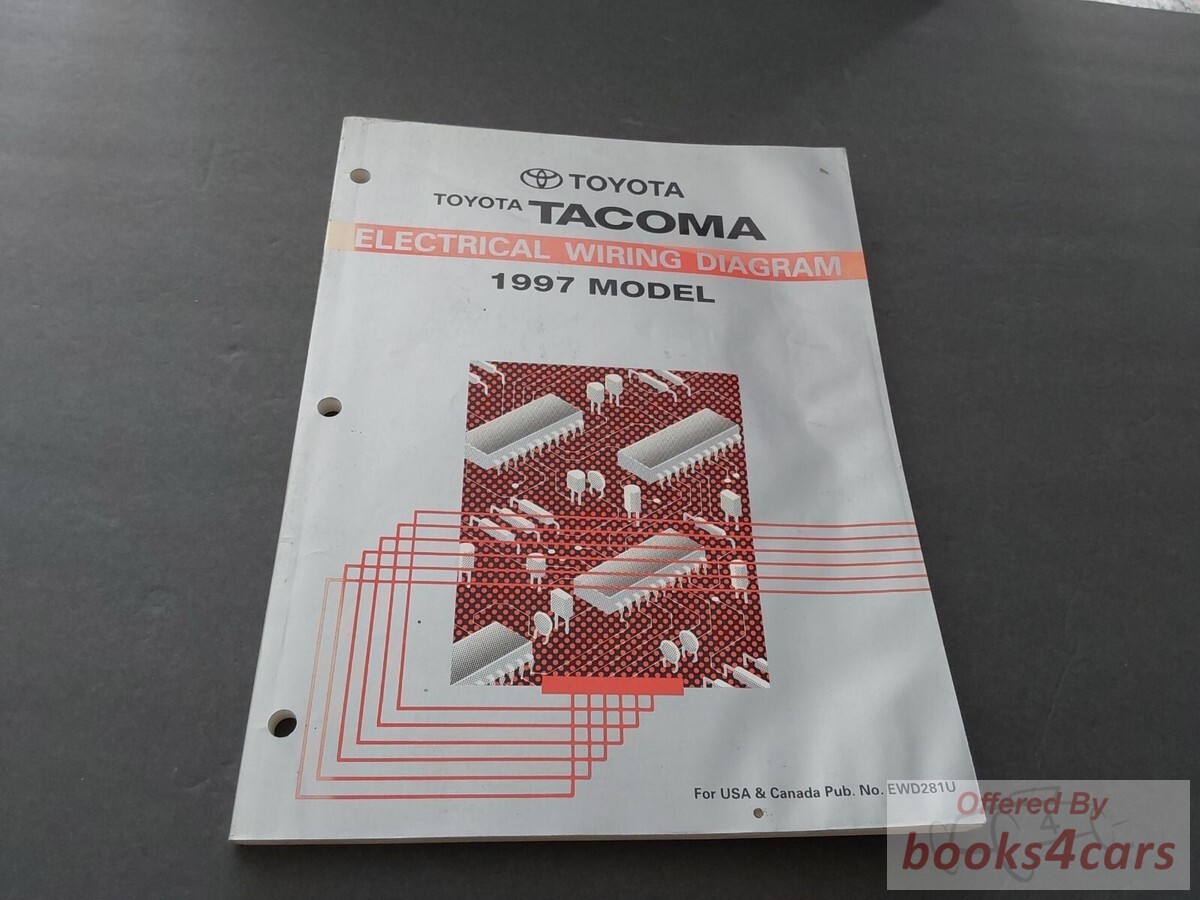 TOYOTA
TOYOTA TACOMA
ELECTRICAL WIRING DIAGRAM
1997 MODEL
For USA & Canada Pub. No. EWD281U
Offered By
books4cars